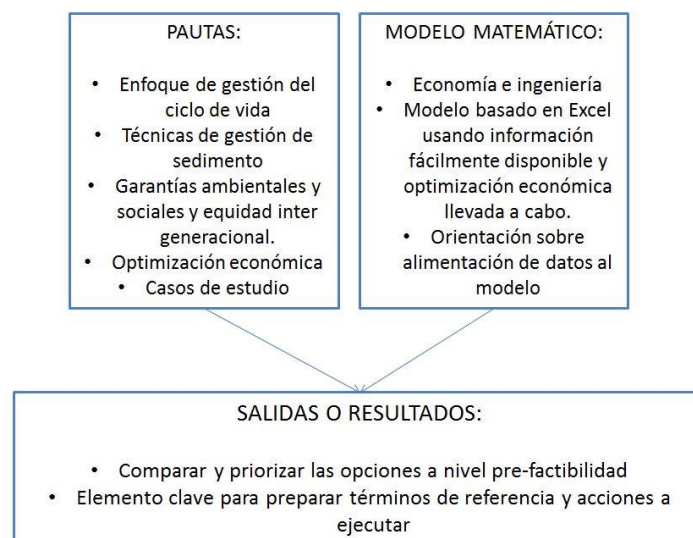 PAUTAS:
• Enfoque de gestión del
ciclo de vida
• Técnicas de gestión de
sedimento
• Garantías ambientales y
sociales y equidad inter
generacional.
• Optimización económica
• Casos de estudio
MODELO MATEMÁTICO:
• Economía e ingeniería
• Modelo basado en Excel
usando información
fácilmente disponible y
optimización económica
llevada a cabo.
• Orientación sobre
alimentación de datos al
modelo
SALIDAS O RESULTADOS:
• Comparar y priorizar las opciones a nivel pre-factibilidad
• Elemento clave para preparar términos de referencia y acciones a
ejecutar